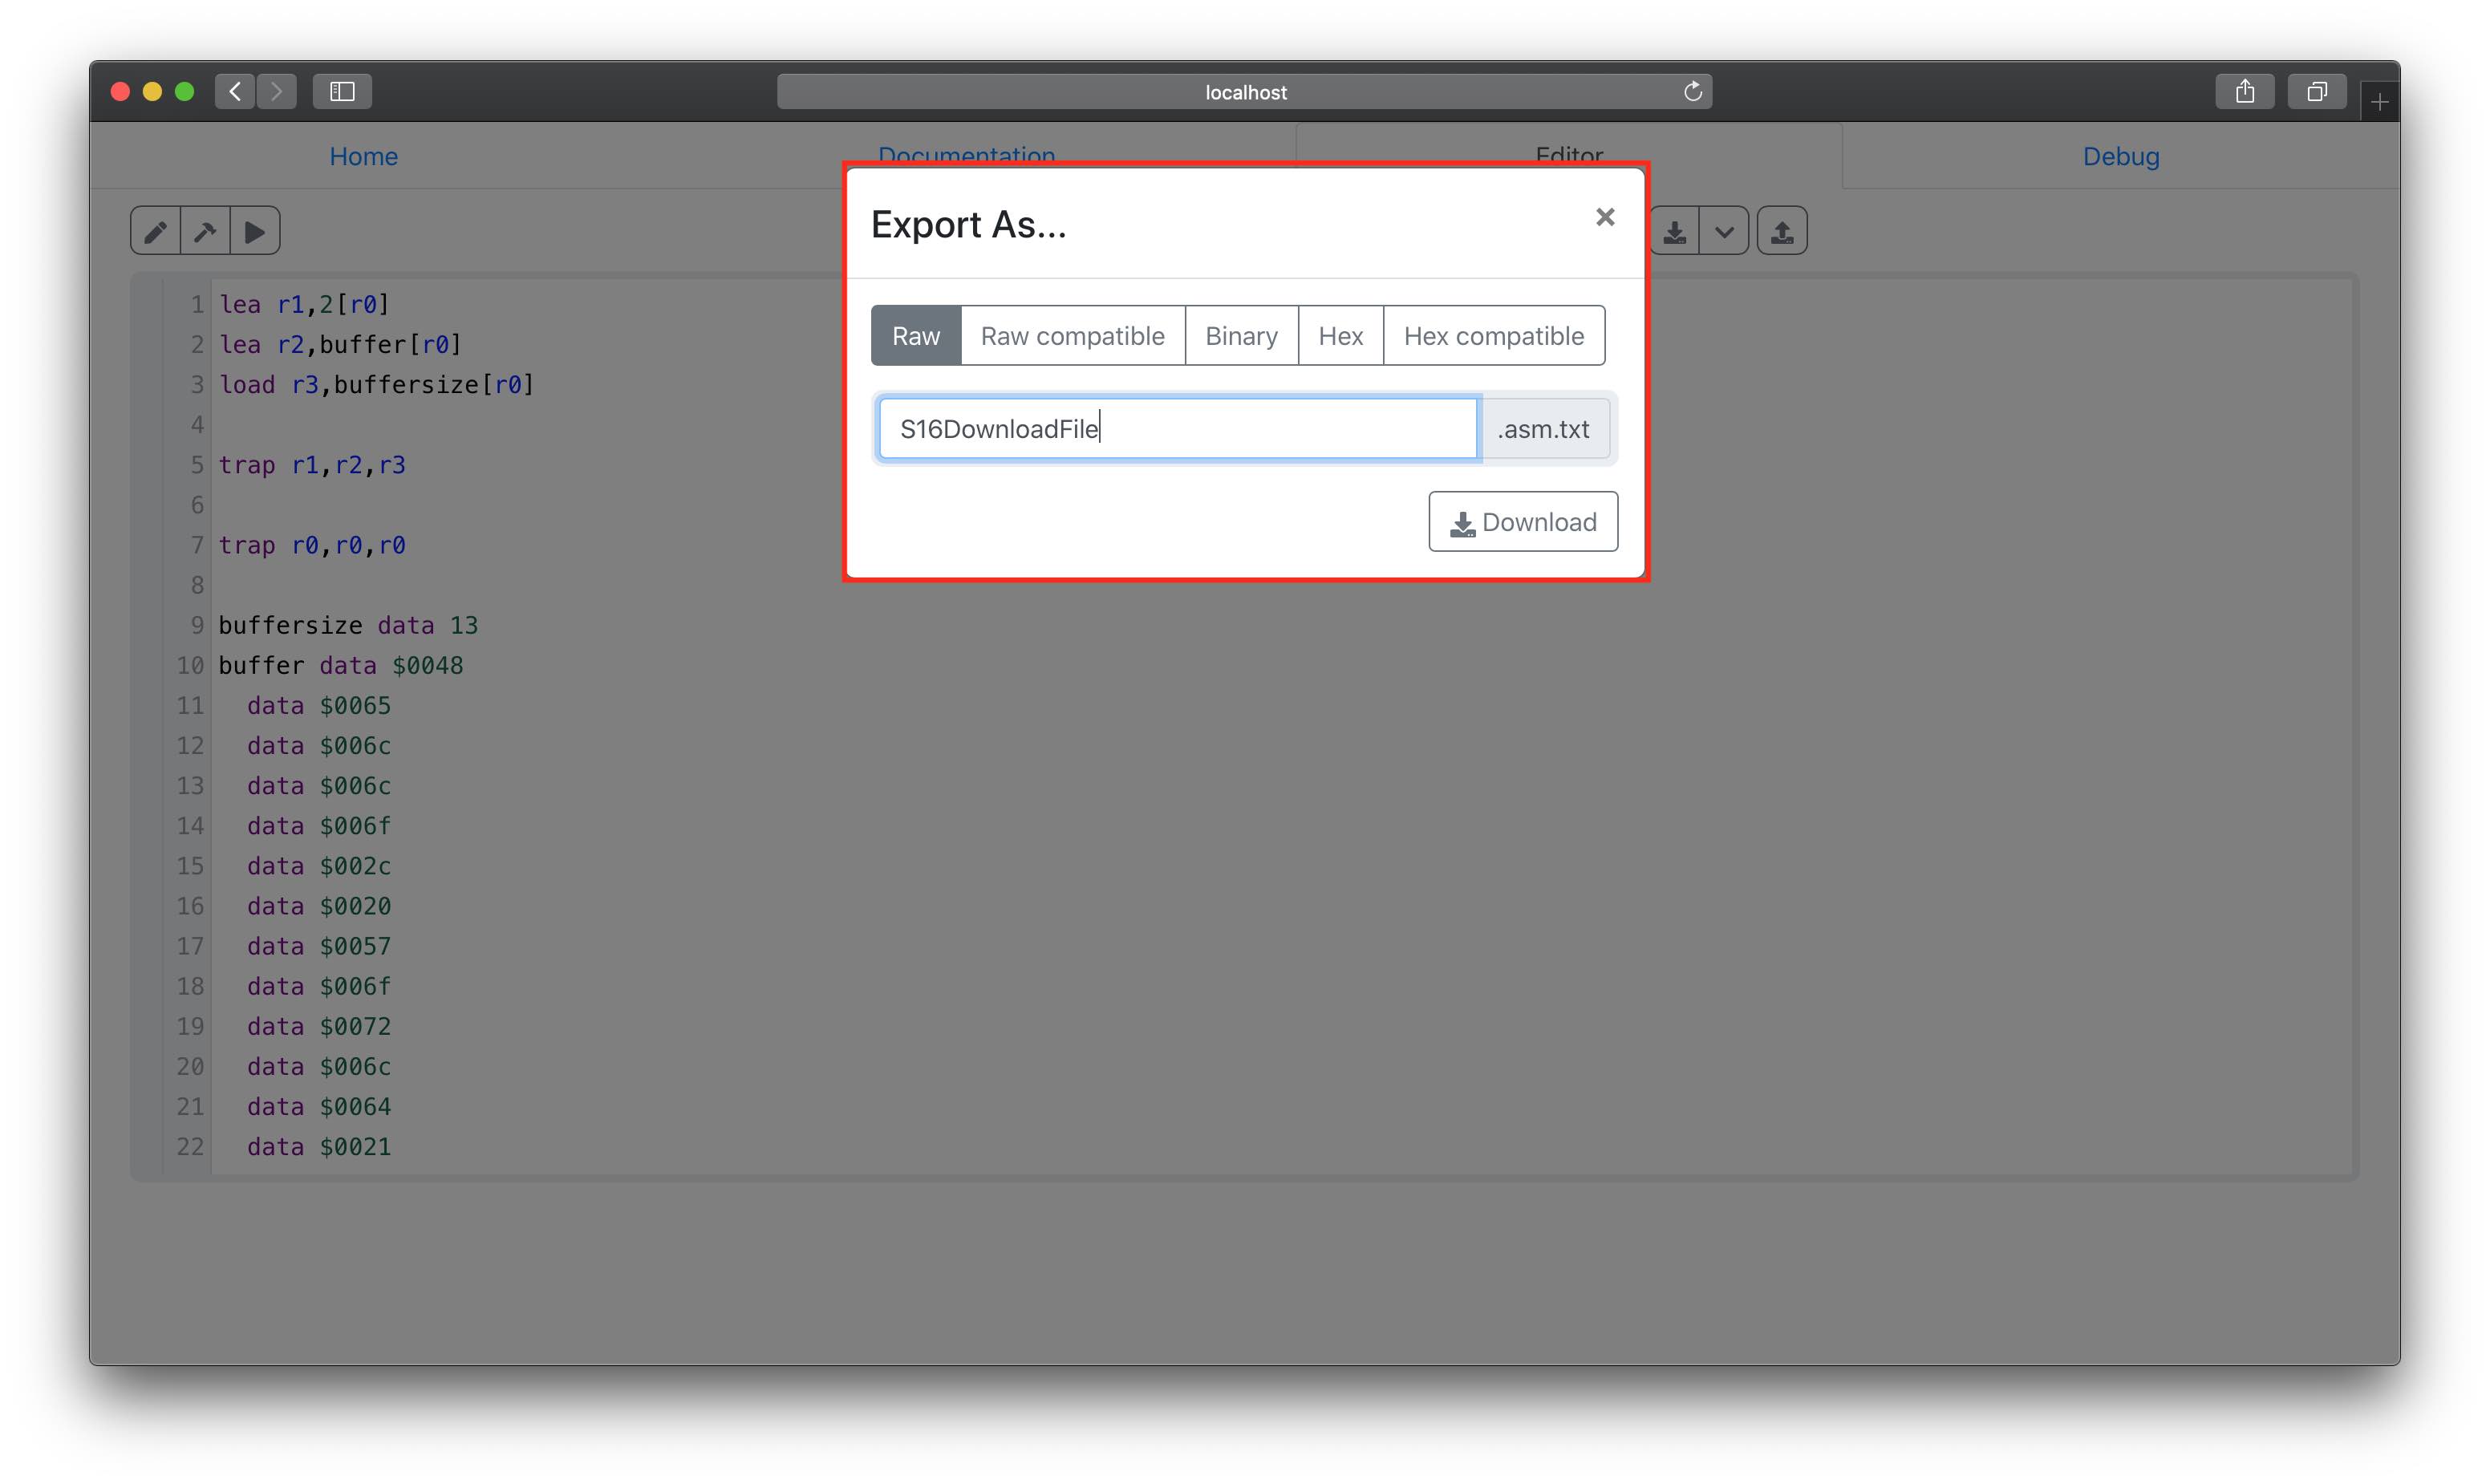 localhost
Home Documentation Editor Debug
Export As...
Raw Raw compatible Binary Hex Hex compatible
S16DownloadFile .asm.txt
Download
1 lea r1,2[r0]
2 lea r2,buffer[r0]
3 load r3,buffersize[r0]
4
5 trap r1,r2,r3
6
7 trap r0,r0,r0
8
9 buffersize data 13
10 buffer data $0048
11 data $0065
12 data $006c
13 data $006c
14 data $006f
15 data $002c
16 data $0020
17 data $0057
18 data $006f
19 data $0072
20 data $006c
21 data $0064
22 data $0021